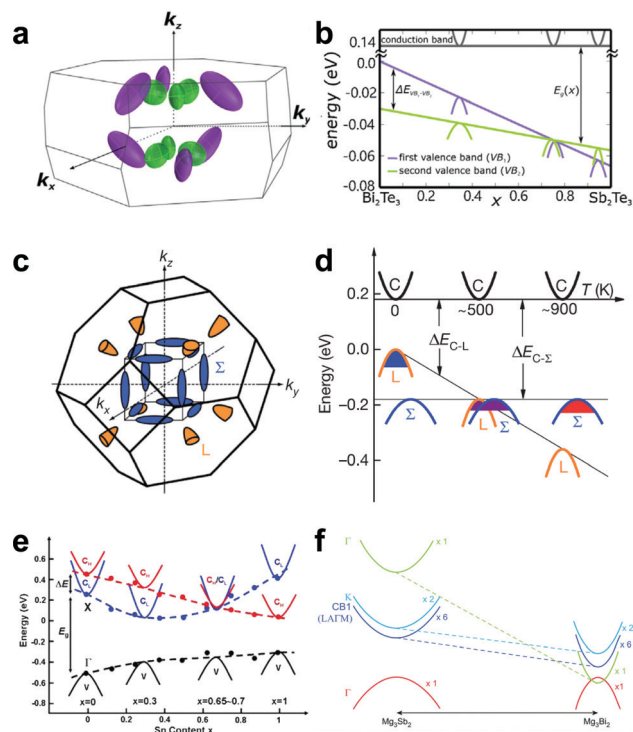 a
k_z
k_y
k_x
b
conduction band
energy (eV)
0.14
0.0
-0.02
-0.04
-0.06
-0.08
ΔE_VB₁-VB₂
E_g(x)
first valence band (VB₁)
second valence band (VB₂)
Bi₂Te₃
0.2
0.4
x
0.6
0.8
Sb₂Te₃
c
k_z
k_y
k_x
Σ
L
d
Energy (eV)
0.2
0.0
-0.2
-0.4
C
C
C
T (K)
0
~500
~900
ΔE_C-L
ΔE_C-Σ
L
Σ
L
Σ
Σ
L
e
Energy (eV)
0.6
0.4
0.2
0.0
-0.2
-0.4
-0.6
-0.8
C_H
C_L
C_H
C_L
C_H/C_L
C_L
C_H
ΔE
E_g
X
Γ
V
V
V
V
x=0
x=0.3
x=0.65~0.7
x=1
0
0.2
0.4
0.6
0.8
1.0
Sn Content x
f
Γ
x 1
K
CB1
(LAΓM)
x 2
x 6
Γ
x 1
x 2
x 6
x 1
x 1
Mg₃Sb₂
Mg₃Bi₂